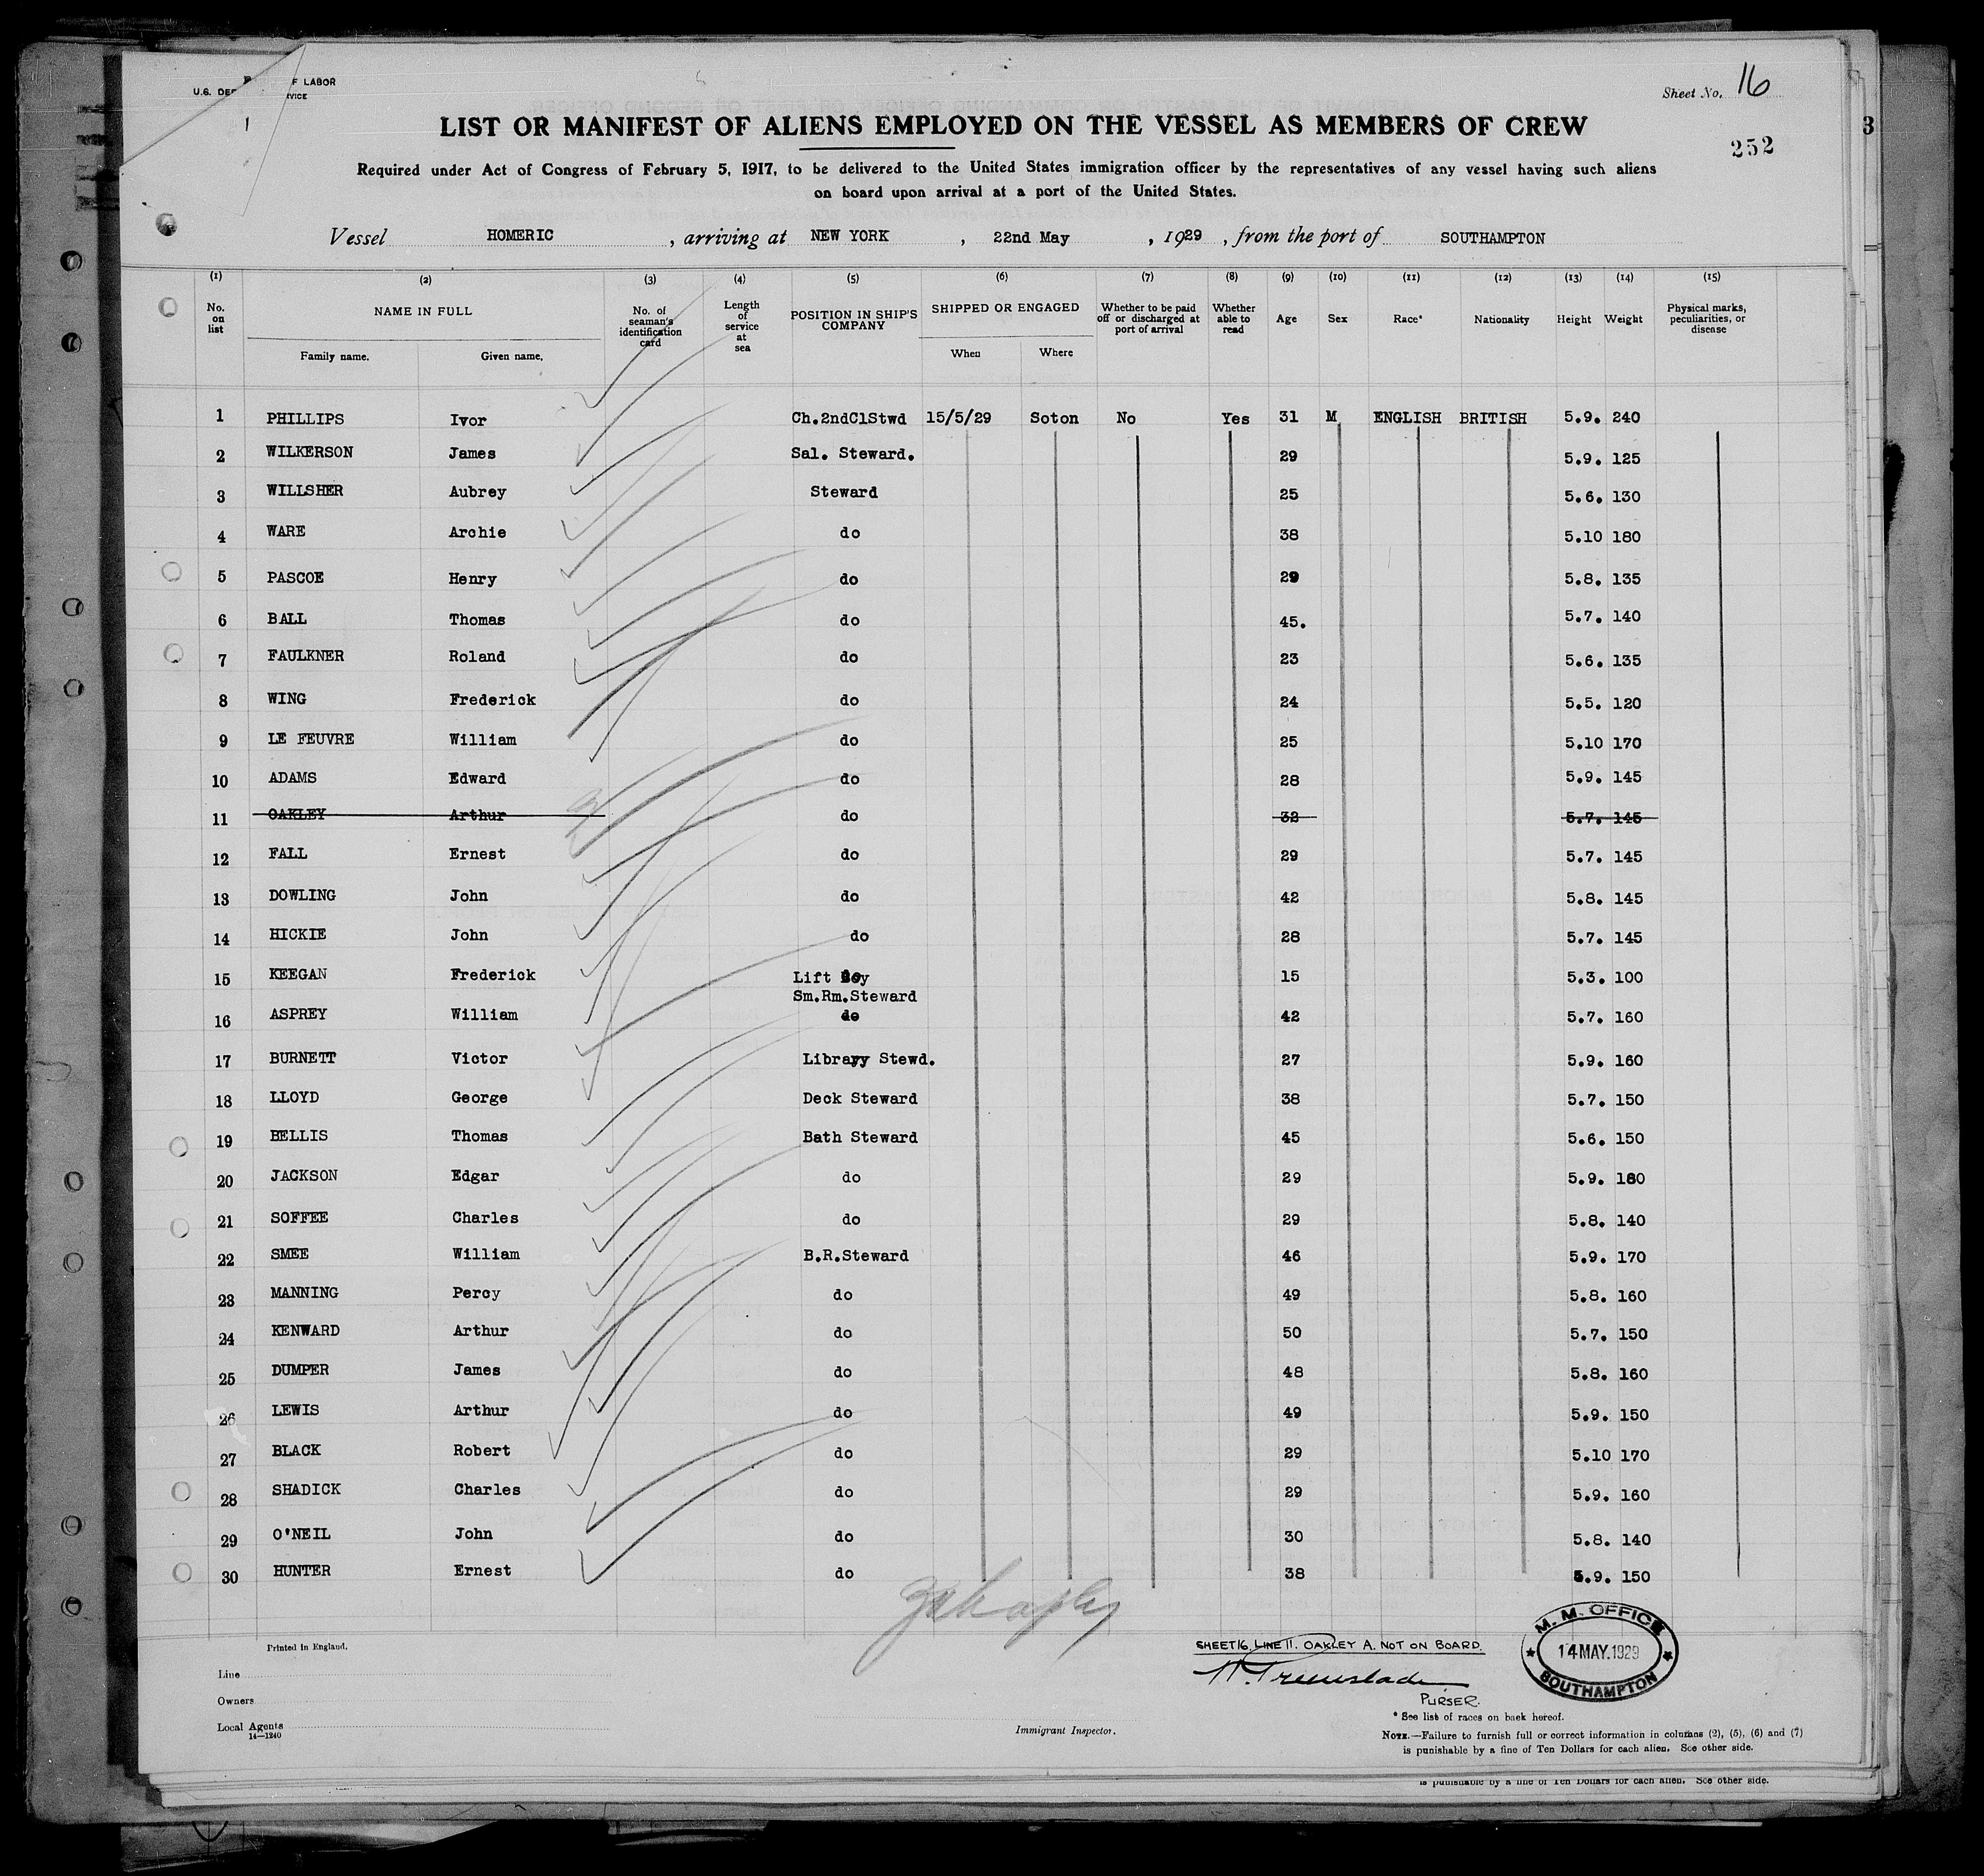 U.S. DEP F LABOR
VICE
Sheet No. 16
LIST OR MANIFEST OF ALIENS EMPLOYED ON THE VESSEL AS MEMBERS OF CREW
252
3
Required under Act of Congress of February 5, 1917, to be delivered to the United States immigration officer by the representatives of any vessel having such aliens
on board upon arrival at a port of the United States.
Vessel HOMERIC , arriving at NEW YORK , 22nd May , 1929 , from the port of SOUTHAMPTON
(1) (2) (3) (4) (5) (6) (7) (8) (9) (10) (11) (12) (13) (14) (15)
No. on list NAME IN FULL Family name. Given name. No. of seaman's identification card Length of service at sea POSITION IN SHIP'S COMPANY SHIPPED OR ENGAGED When Where Whether to be paid off or discharged at port of arrival Whether able to read Age Sex Race* Nationality Height Weight Physical marks, peculiarities, or disease
1 PHILLIPS Ivor Ch.2ndClStwd 15/5/29 Soton No Yes 31 M ENGLISH BRITISH 5.9. 240
2 WILKERSON James Sal. Steward. 29 5.9. 125
3 WILLSHER Aubrey Steward 25 5.6. 130
4 WARE Archie do 38 5.10 180
5 PASCOE Henry do 29 5.8. 135
6 BALL Thomas do 45. 5.7. 140
7 FAULKNER Roland do 23 5.6. 135
8 WING Frederick do 24 5.5. 120
9 LE FEUVRE William do 25 5.10 170
10 ADAMS Edward do 28 5.9. 145
11 OAKLEY Arthur do 32 5.7. 145
12 FALL Ernest do 29 5.7. 145
13 DOWLING John do 42 5.8. 145
14 HICKIE John do 28 5.7. 145
15 KEEGAN Frederick Lift Boy 15 5.3. 100
Sm.Rm.Steward
16 ASPREY William do 42 5.7. 160
17 BURNETT Victor Library Stewd. 27 5.9. 160
18 LLOYD George Deck Steward 38 5.7. 150
19 BELLIS Thomas Bath Steward 45 5.6. 150
20 JACKSON Edgar do 29 5.9. 180
21 SOFFEE Charles do 29 5.8. 140
22 SMEE William B.R.Steward 46 5.9. 170
23 MANNING Percy do 49 5.8. 160
24 KENWARD Arthur do 50 5.7. 150
25 DUMPER James do 48 5.8. 160
26 LEWIS Arthur do 49 5.9. 150
27 BLACK Robert do 29 5.10 170
28 SHADICK Charles do 29 5.9. 160
29 O'NEIL John do 30 5.8. 140
30 HUNTER Ernest do 38 5.9. 150
Printed in England.
SHEET 16. LINE 11. OAKLEY A. NOT ON BOARD.
PURSER.
M. M. OFFICE
14 MAY.1929
SOUTHAMPTON
Line
Owners
Local Agents
14—1240
Immigrant Inspector.
* See list of races on back hereof.
NOTE.—Failure to furnish full or correct information in columns (2), (5), (6) and (7)
is punishable by a fine of Ten Dollars for each alien. See other side.
is punishable by a fine of Ten Dollars for each alien. See other side.